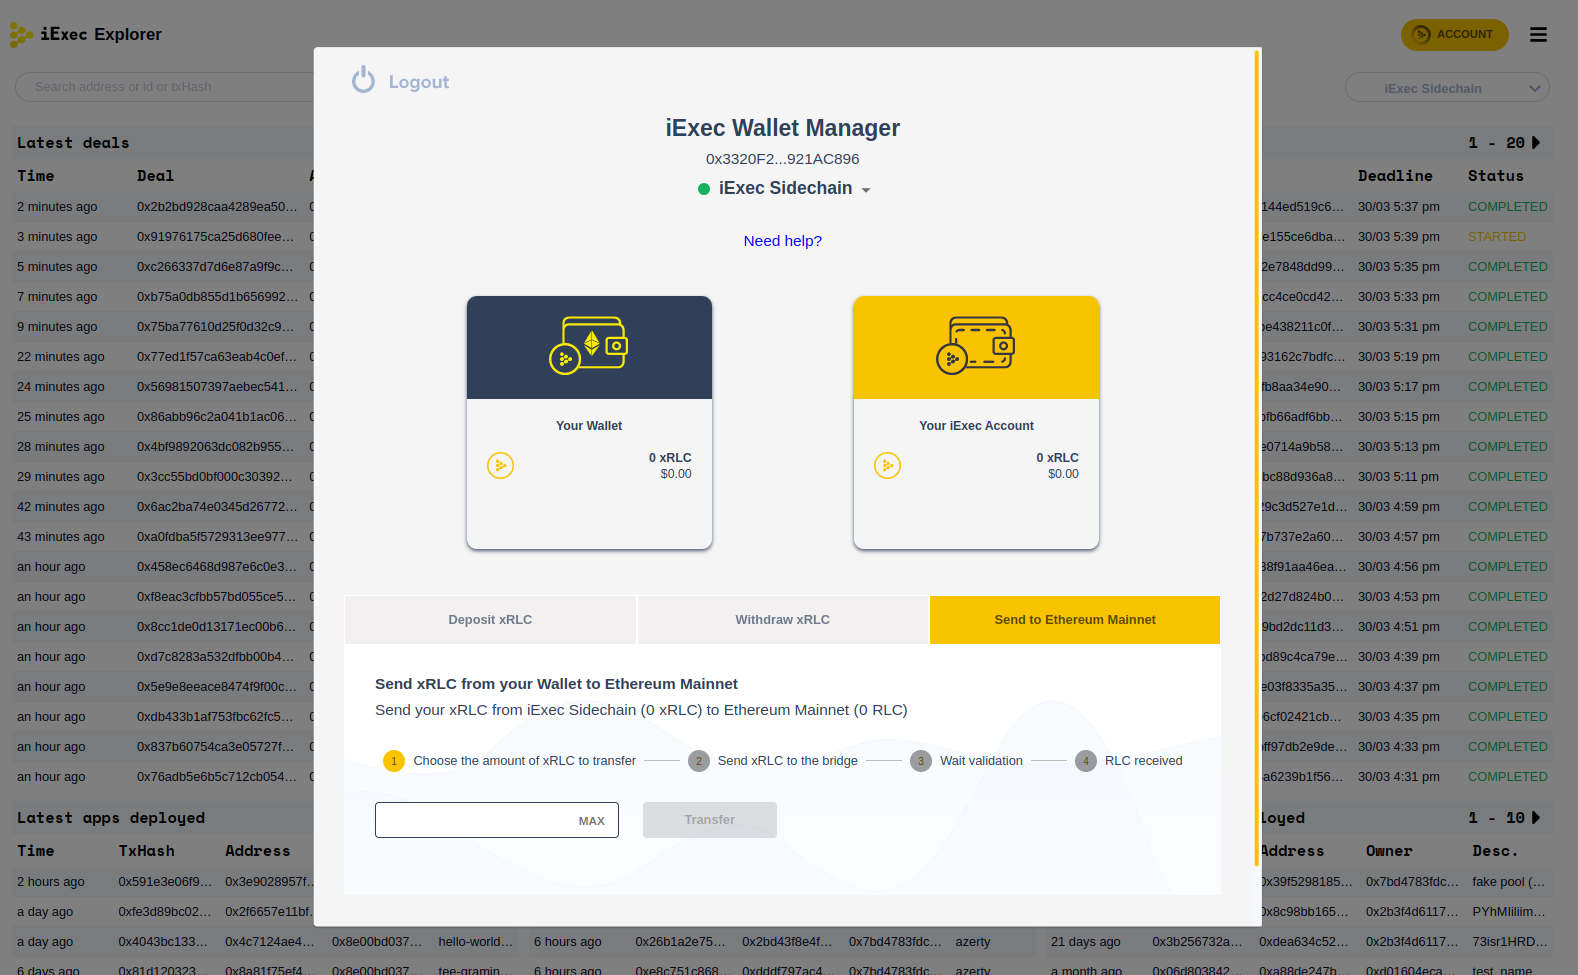 iExec Explorer
ACCOUNT
Search address or id or txHash
iExec Sidechain
Logout
iExec Wallet Manager
0x3320F2...921AC896
iExec Sidechain
Need help?
Your Wallet
0 xRLC
$0.00
Your iExec Account
0 xRLC
$0.00
Deposit xRLC
Withdraw xRLC
Send to Ethereum Mainnet
Send xRLC from your Wallet to Ethereum Mainnet
Send your xRLC from iExec Sidechain (0 xRLC) to Ethereum Mainnet (0 RLC)
1 Choose the amount of xRLC to transfer 2 Send xRLC to the bridge 3 Wait validation 4 RLC received
MAX
Transfer
Latest deals 1 - 20
Time Deal Deadline Status
2 minutes ago 0x2b2bd928caa4289ea50... 144ed519c6... 30/03 5:37 pm COMPLETED
3 minutes ago 0x91976175ca25d680fee... e155ce6dba... 30/03 5:39 pm STARTED
5 minutes ago 0xc266337d7d6e87a9f9c... 2e7848dd99... 30/03 5:35 pm COMPLETED
7 minutes ago 0xb75a0db855d1b656992... cc4ce0cd42... 30/03 5:33 pm COMPLETED
9 minutes ago 0x75ba77610d25f0d32c9... e438211c0f... 30/03 5:31 pm COMPLETED
22 minutes ago 0x77ed1f57ca63eab4c0ef... 93162c7bdfc... 30/03 5:19 pm COMPLETED
24 minutes ago 0x56981507397aebec541... fb8aa34e90... 30/03 5:17 pm COMPLETED
25 minutes ago 0x86abb96c2a041b1ac06... fb66adf6bb... 30/03 5:15 pm COMPLETED
28 minutes ago 0x4bf9892063dc082b955... e0714a9b58... 30/03 5:13 pm COMPLETED
29 minutes ago 0x3cc55bd0bf000c30392... bc88d936a8... 30/03 5:11 pm COMPLETED
42 minutes ago 0x6ac2ba74e0345d26772... 29c3d527e1d... 30/03 4:59 pm COMPLETED
43 minutes ago 0xa0fdba5f5729313ee977... 7b737e2a60... 30/03 4:57 pm COMPLETED
an hour ago 0x458ec6468d987e6c0e3... 38f91aa46ea... 30/03 4:56 pm COMPLETED
an hour ago 0xf8eac3cfbb57bd055ce5... 2d27d824b0... 30/03 4:53 pm COMPLETED
an hour ago 0x8cc1de0d13171ec00b6... 9bd2dc11d3... 30/03 4:51 pm COMPLETED
an hour ago 0xd7c8283a532dfbb00b4... d89c4ca79e... 30/03 4:39 pm COMPLETED
an hour ago 0x5e9e8eeace8474f9f00c... e03f8335a35... 30/03 4:37 pm COMPLETED
an hour ago 0xdb433b1af753fbc62fc5... 6cf02421cb... 30/03 4:35 pm COMPLETED
an hour ago 0x837b60754ca3e05727f... ff97db2e9de... 30/03 4:33 pm COMPLETED
an hour ago 0x76adb5e6b5c712cb054... a6239b1f56... 30/03 4:31 pm COMPLETED
Latest apps deployed loyed 1 - 10
Time TxHash Address Address Owner Desc.
2 hours ago 0x591e3e06f9... 0x3e9028957f... 0x39f5298185... 0x7bd4783fdc... fake pool (...
a day ago 0xfe3d89bc02... 0x2f6657e11bf... 0x8c98bb165... 0x2b3f4d6117... PYhMIiliim...
a day ago 0x4043bc133... 0x4c7124ae4... 0x8e00bd037... hello-world... 6 hours ago 0x26b1a2e75... 0x2bd43f8e4f... 0x7bd4783fdc... azerty 21 days ago 0x3b256732a... 0xdea634c52... 0x2b3f4d6117... 73isr1HRD...
6 days ago 0x81d120323... 0x8a81f75ef4... 0x8e00bd037... tee-gramin... 6 hours ago 0xe8c751c868... 0xdddf797ac4... 0x7bd4783fdc... azerty a month ago 0x06d803842... 0xa88de247b... 0xd01604eca... test_name